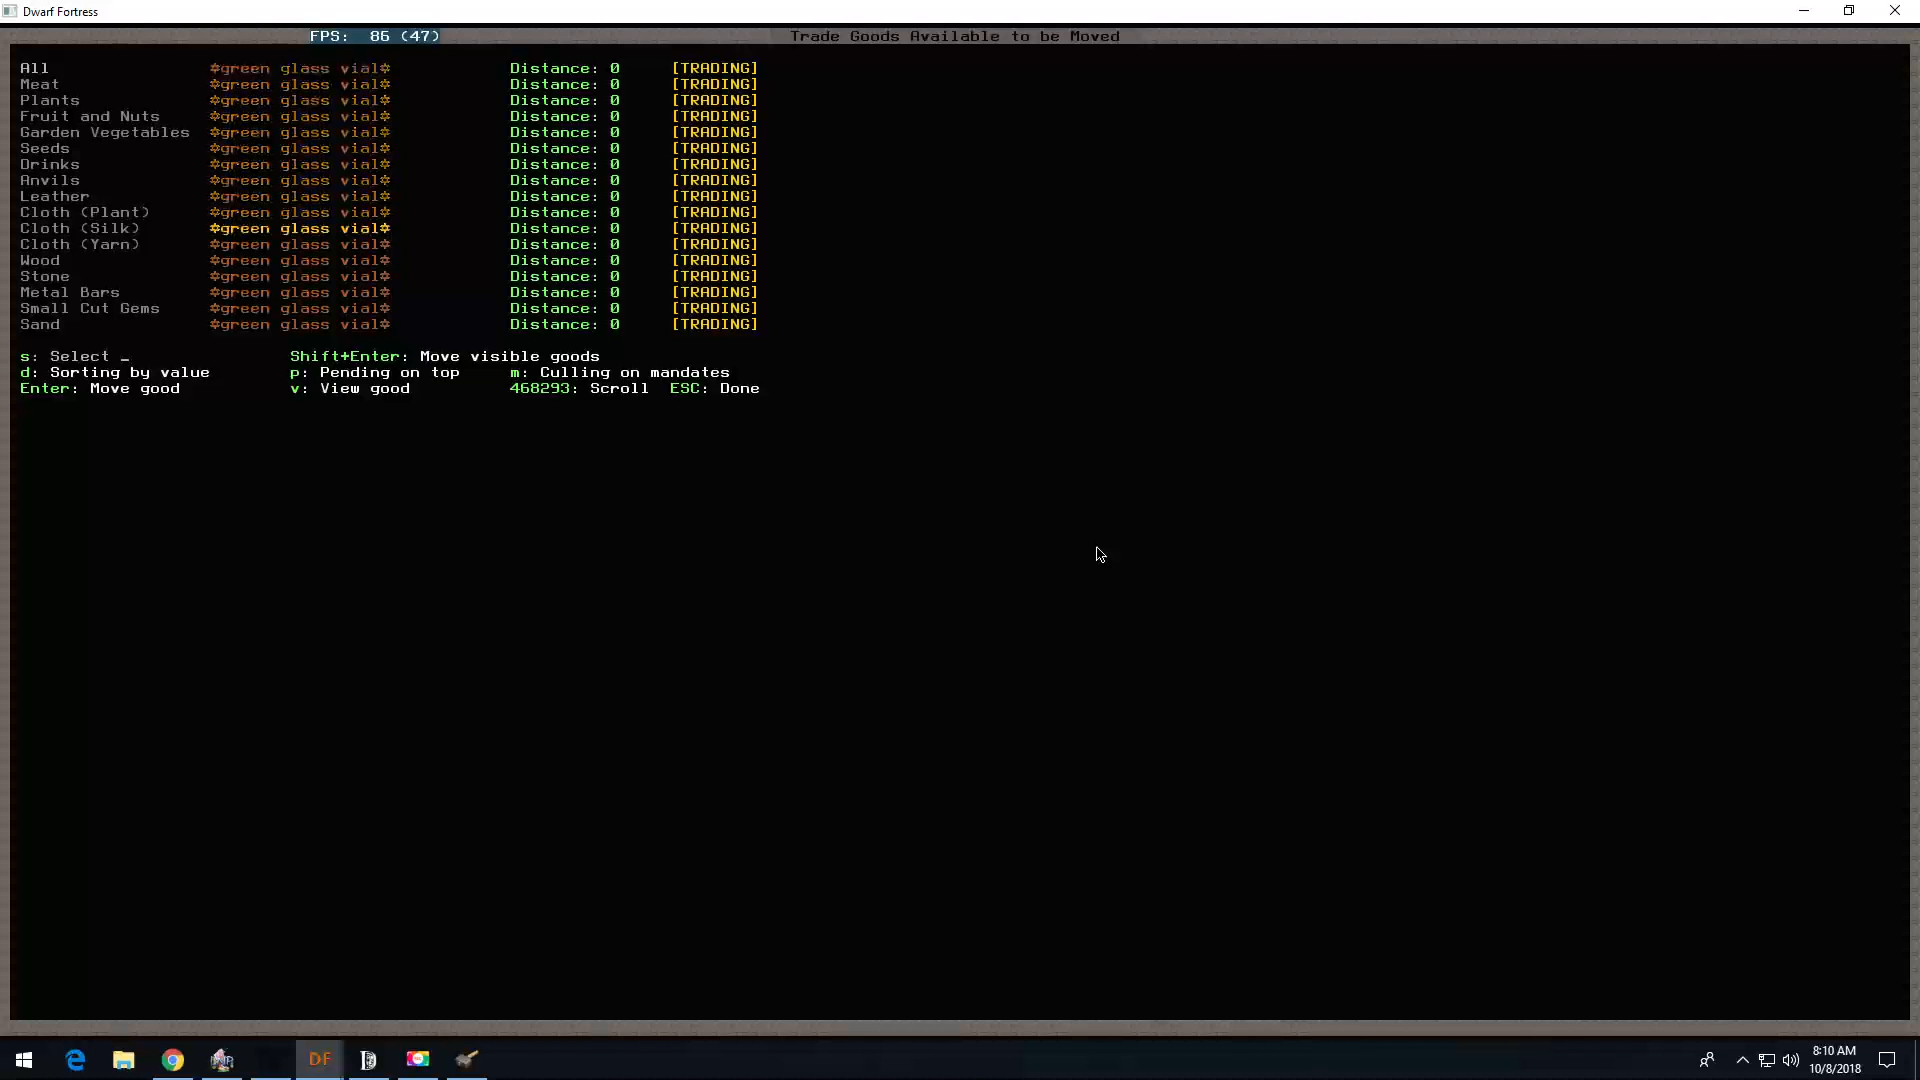 Dwarf Fortress
FPS: 86 (47) Trade Goods Available to be Moved
All ☼green glass vial☼ Distance: 0 [TRADING]
Meat ☼green glass vial☼ Distance: 0 [TRADING]
Plants ☼green glass vial☼ Distance: 0 [TRADING]
Fruit and Nuts ☼green glass vial☼ Distance: 0 [TRADING]
Garden Vegetables ☼green glass vial☼ Distance: 0 [TRADING]
Seeds ☼green glass vial☼ Distance: 0 [TRADING]
Drinks ☼green glass vial☼ Distance: 0 [TRADING]
Anvils ☼green glass vial☼ Distance: 0 [TRADING]
Leather ☼green glass vial☼ Distance: 0 [TRADING]
Cloth (Plant) ☼green glass vial☼ Distance: 0 [TRADING]
Cloth (Silk) ☼green glass vial☼ Distance: 0 [TRADING]
Cloth (Yarn) ☼green glass vial☼ Distance: 0 [TRADING]
Wood ☼green glass vial☼ Distance: 0 [TRADING]
Stone ☼green glass vial☼ Distance: 0 [TRADING]
Metal Bars ☼green glass vial☼ Distance: 0 [TRADING]
Small Cut Gems ☼green glass vial☼ Distance: 0 [TRADING]
Sand ☼green glass vial☼ Distance: 0 [TRADING]
s: Select _ Shift+Enter: Move visible goods
d: Sorting by value p: Pending on top m: Culling on mandates
Enter: Move good v: View good 468293: Scroll ESC: Done
DF
8:10 AM
10/8/2018